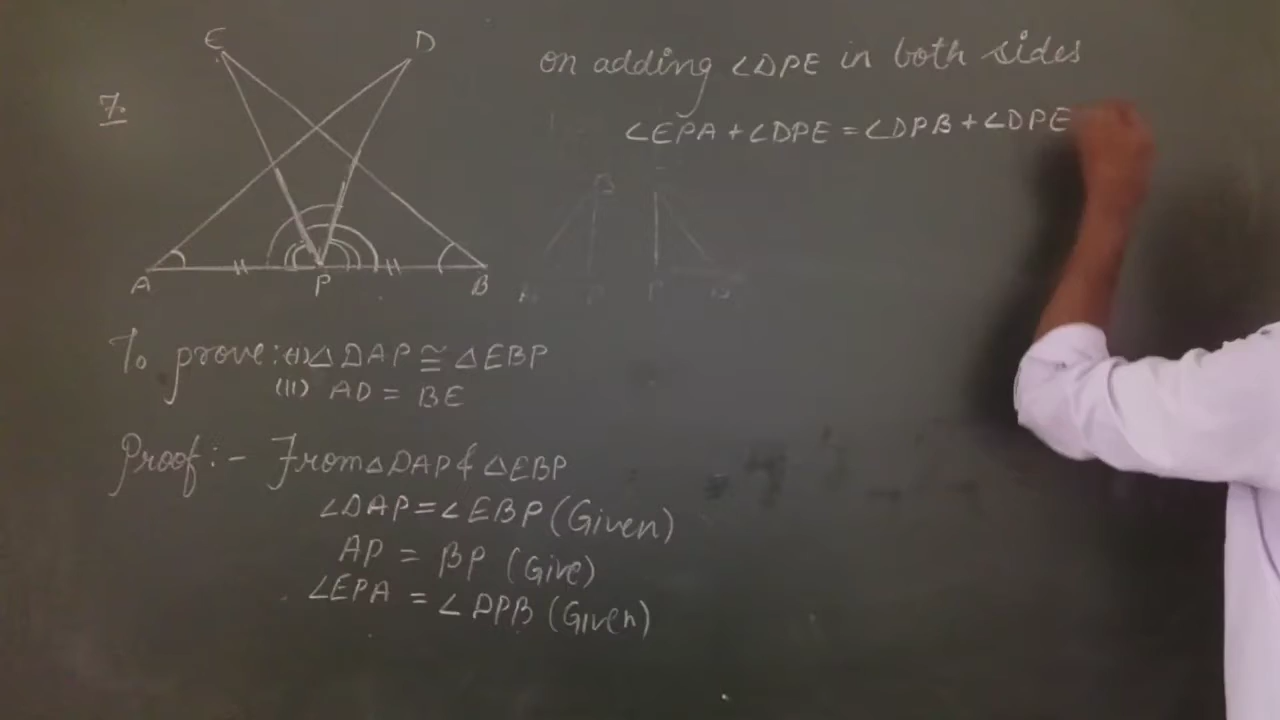 E D
7.
A P B
To prove:(i)△DAP≅△EBP
(ii) AD = BE
Proof:- From△DAP & △EBP
∠DAP=∠EBP(Given)
AP = BP (Give)
∠EPA = ∠DPB(Given)
on adding ∠DPE in both sides
∠EPA+∠DPE=∠DPB+∠DPE